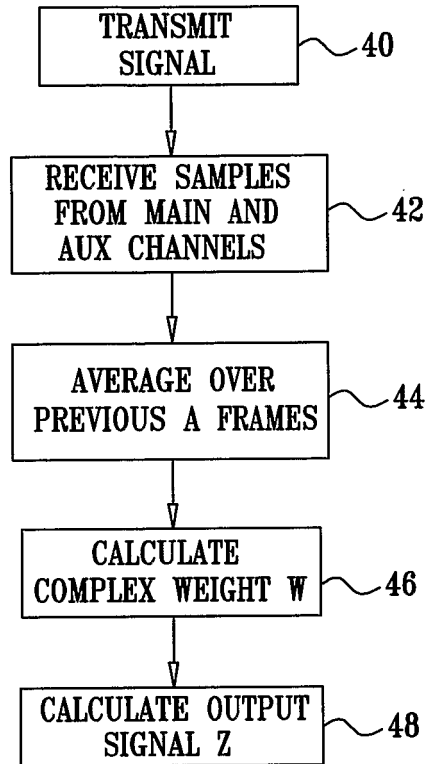 TRANSMIT
SIGNAL
40
RECEIVE SAMPLES
FROM MAIN AND
AUX CHANNELS
42
AVERAGE OVER
PREVIOUS A FRAMES
44
CALCULATE
COMPLEX WEIGHT W
46
CALCULATE OUTPUT
SIGNAL Z
48